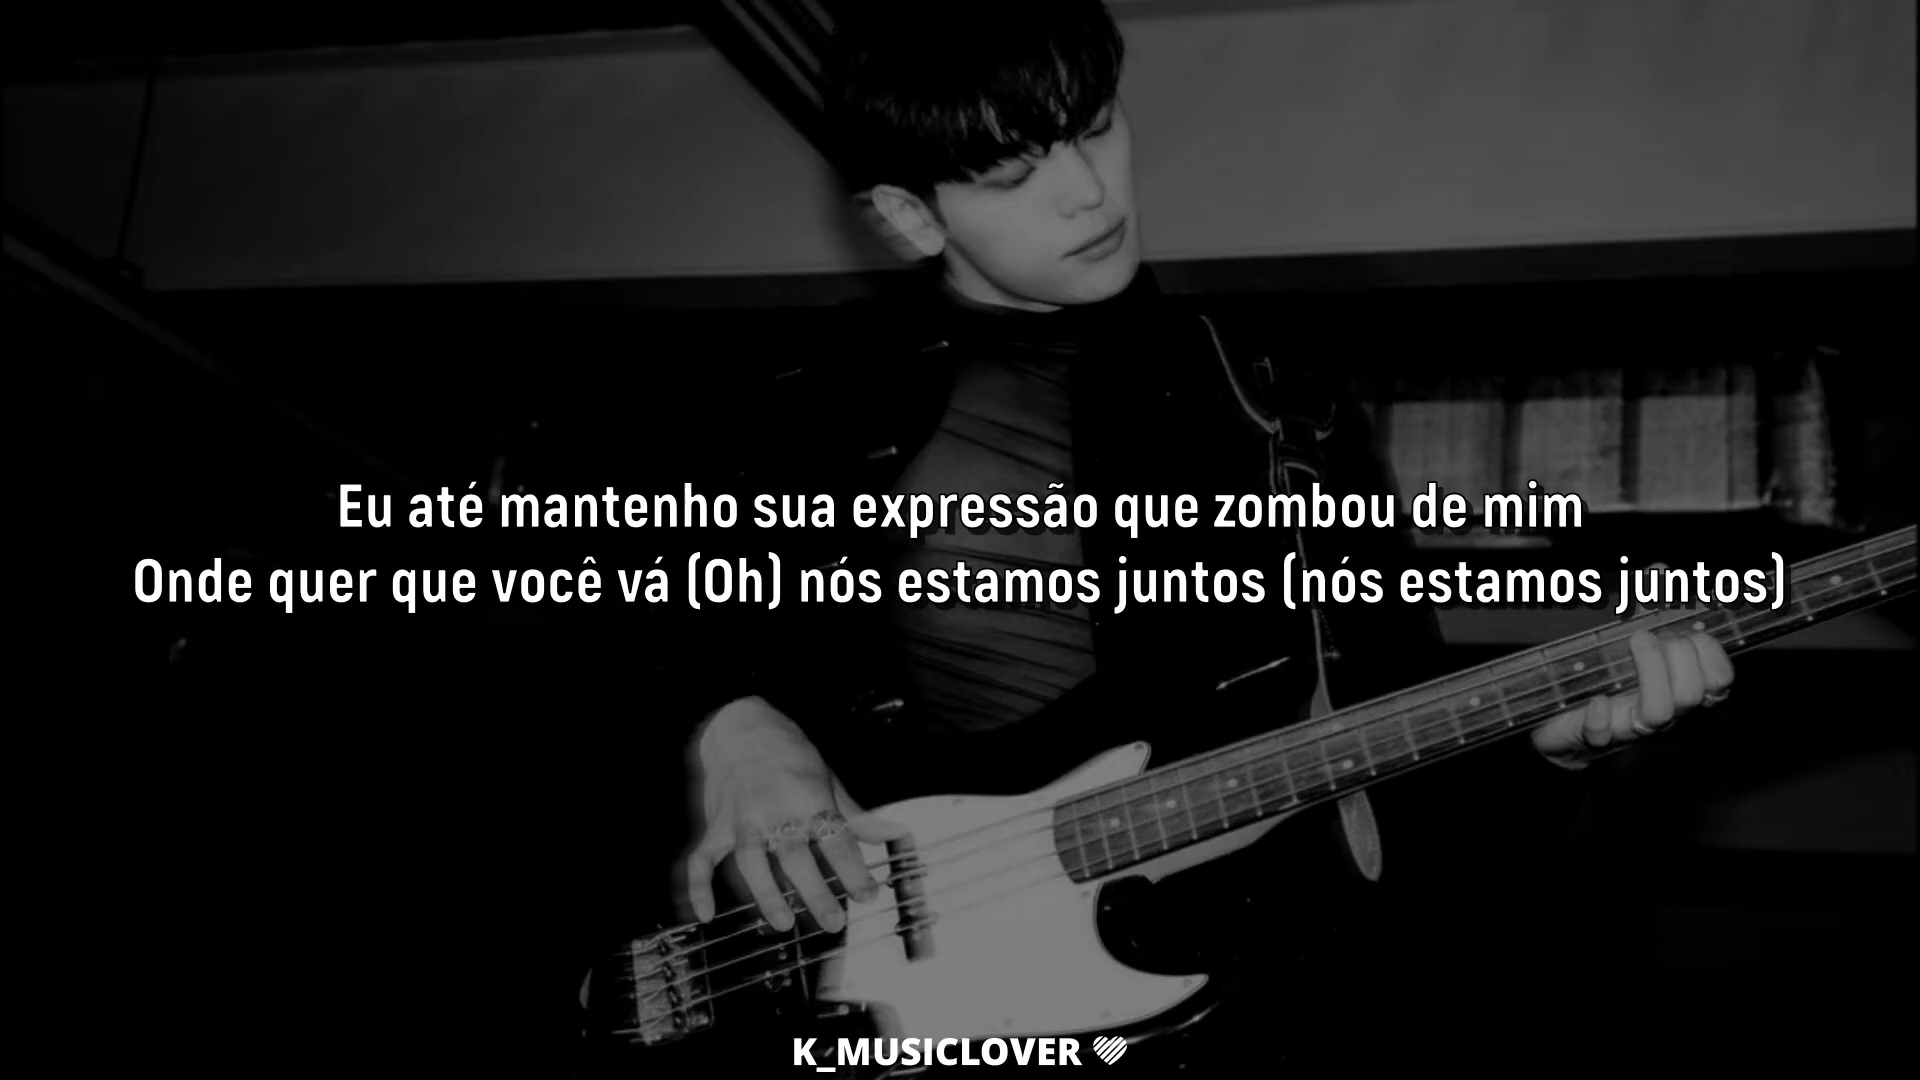 Eu até mantenho sua expressão que zombou de mim
Onde quer que você vá (Oh) nós estamos juntos (nós estamos juntos)
K_MUSICLOVER